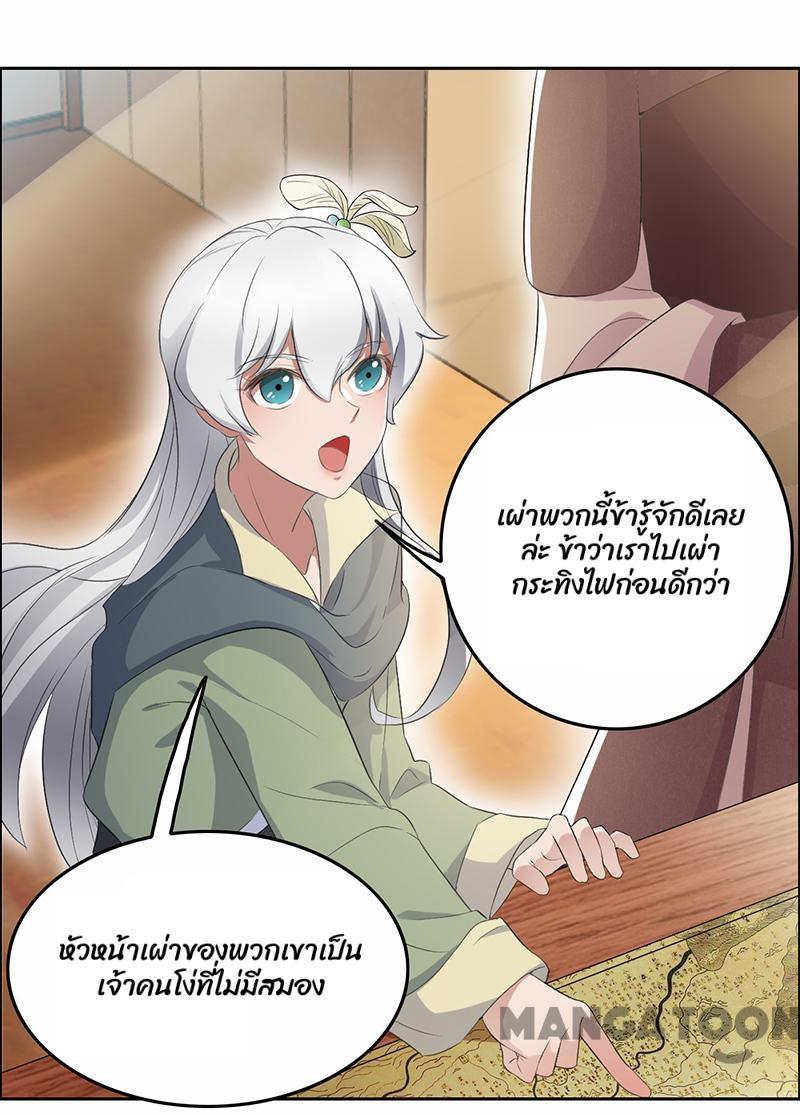 เผ่าพวกนี้ข้ารู้จักดีเลย
ล่ะ ข้าว่าเราไปเผ่า
กระทิงไฟก่อนดีกว่า
หัวหน้าเผ่าของพวกเขาเป็น
เจ้าคนโง่ที่ไม่มีสมอง
MANGATOON